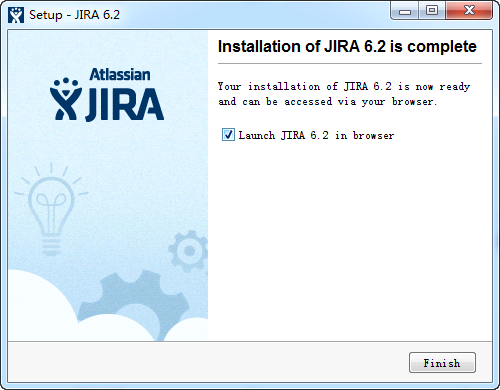 Setup - JIRA 6.2
Installation of JIRA 6.2 is complete
Atlassian
JIRA
Your installation of JIRA 6.2 is now ready
and can be accessed via your browser.
Launch JIRA 6.2 in browser
Finish